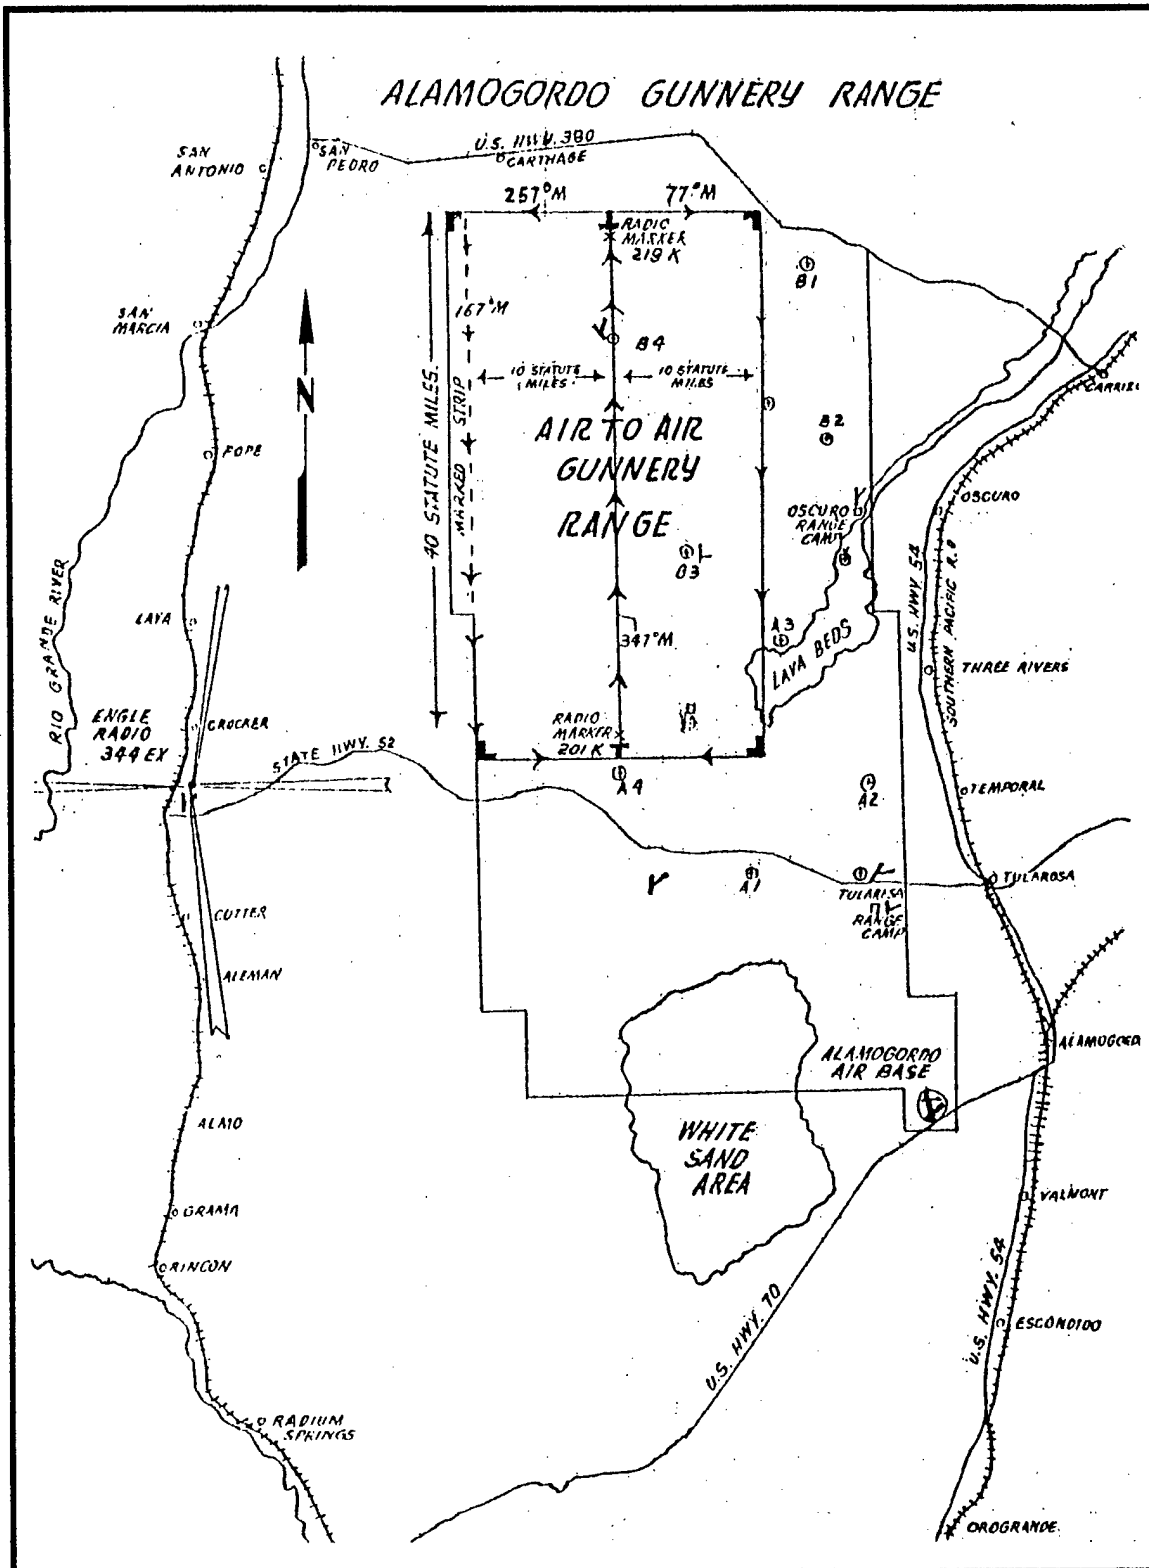 ALAMOGORDO GUNNERY RANGE
U.S. HWY. 380
CARTHAGE
SAN
PEDRO
SAN
ANTONIO
257°M
77°M
RADIO
MARKER
219 K
B1
SAN
MARCIA
167°M
N
B4
10 STATUTE
MILES
10 STATUTE
MILES
40 STATUTE MILES
MARKED STRIP
AIR TO AIR
GUNNERY
RANGE
B2
POPE
OSCURO
RANGE
CAMP
OSCURO
B3
U.S. HWY 54
SOUTHERN PACIFIC R.R
RIO GRANDE RIVER
LAVA
A3
LAVA BEDS
347°M
THREE RIVERS
ENGLE
RADIO
344 EX
CROCKER
RADIO
MARKER
201 K
STATE HWY. 52
A4
A2
TEMPORAL
A1
TULARISA
RANGE
CAMP
TULAROSA
CUTTER
ALEMAN
ALAMOGORDO
AIR BASE
ALAMOGORD
ALAMO
WHITE
SAND
AREA
VALMONT
GRAMA
RINCON
U.S. HWY. 54
U.S. HWY. 70
ESCONDIDO
RADIUM
SPRINGS
OROGRANDE